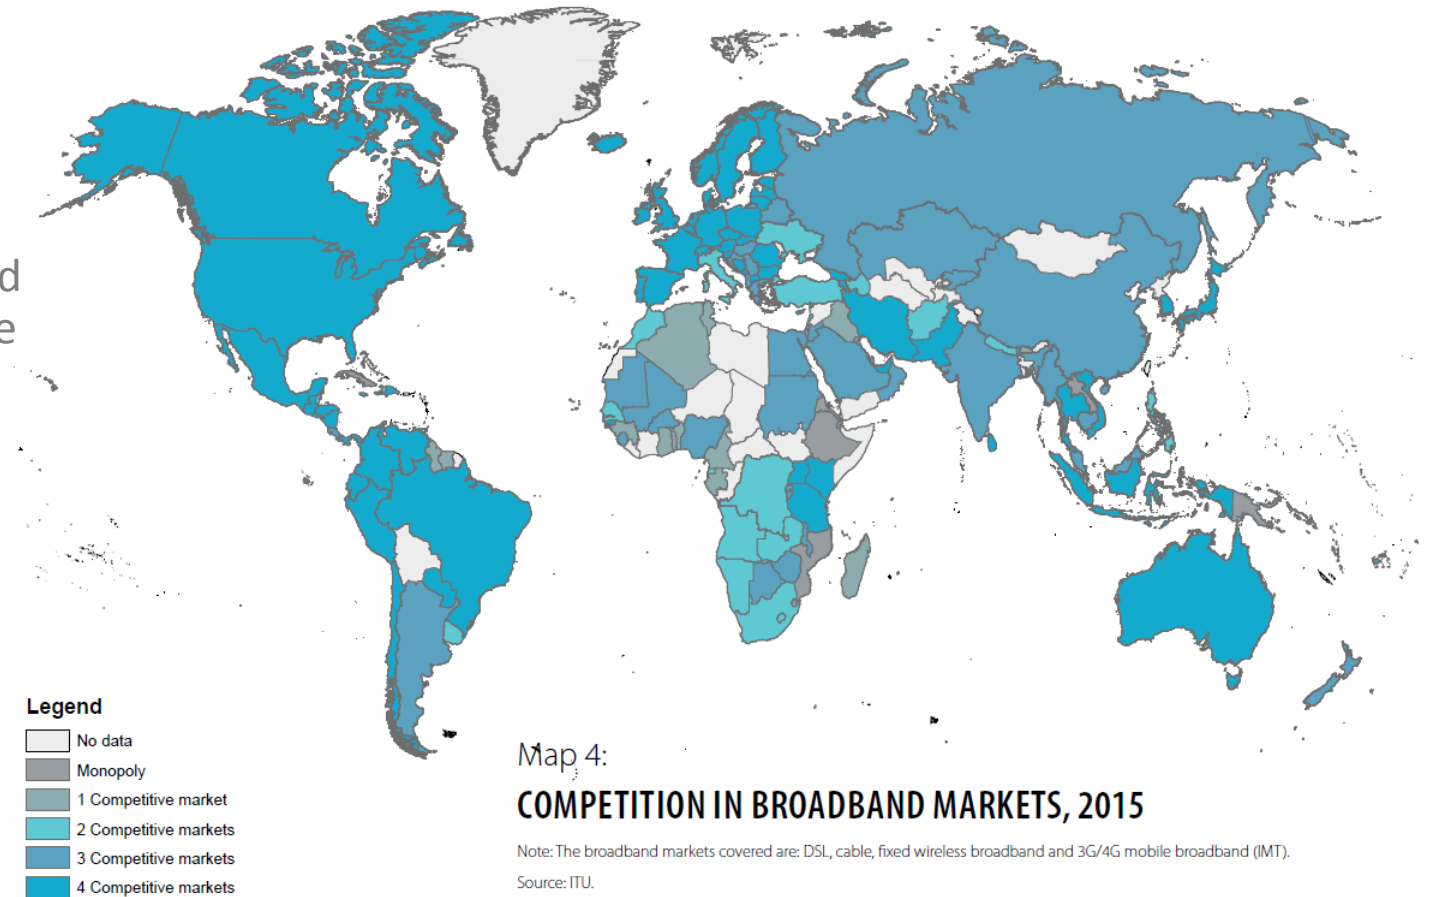 d
e
Legend
No data
Monopoly
1 Competitive market
2 Competitive markets
3 Competitive markets
4 Competitive markets
Map 4:
COMPETITION IN BROADBAND MARKETS, 2015
Note: The broadband markets covered are: DSL, cable, fixed wireless broadband and 3G/4G mobile broadband (IMT).
Source: ITU.